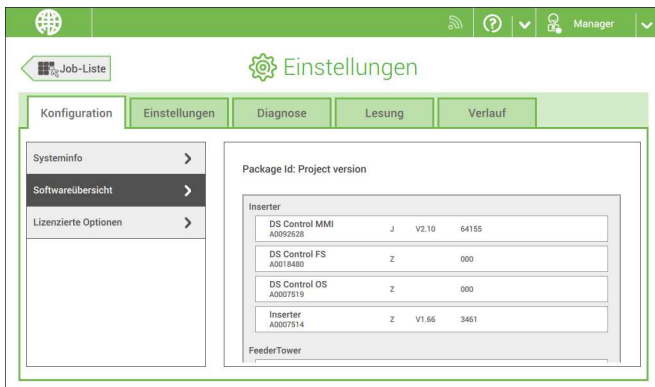 Manager
Job-Liste
Einstellungen
Konfiguration Einstellungen Diagnose Lesung Verlauf
Systeminfo
Softwareübersicht
Lizenzierte Optionen
Package Id: Project version
Inserter
DS Control MMI J V2.10 64155
A0092628
DS Control FS Z 000
A0018480
DS Control OS Z 000
A0007519
Inserter Z V1.66 3461
A0007514
FeederTower